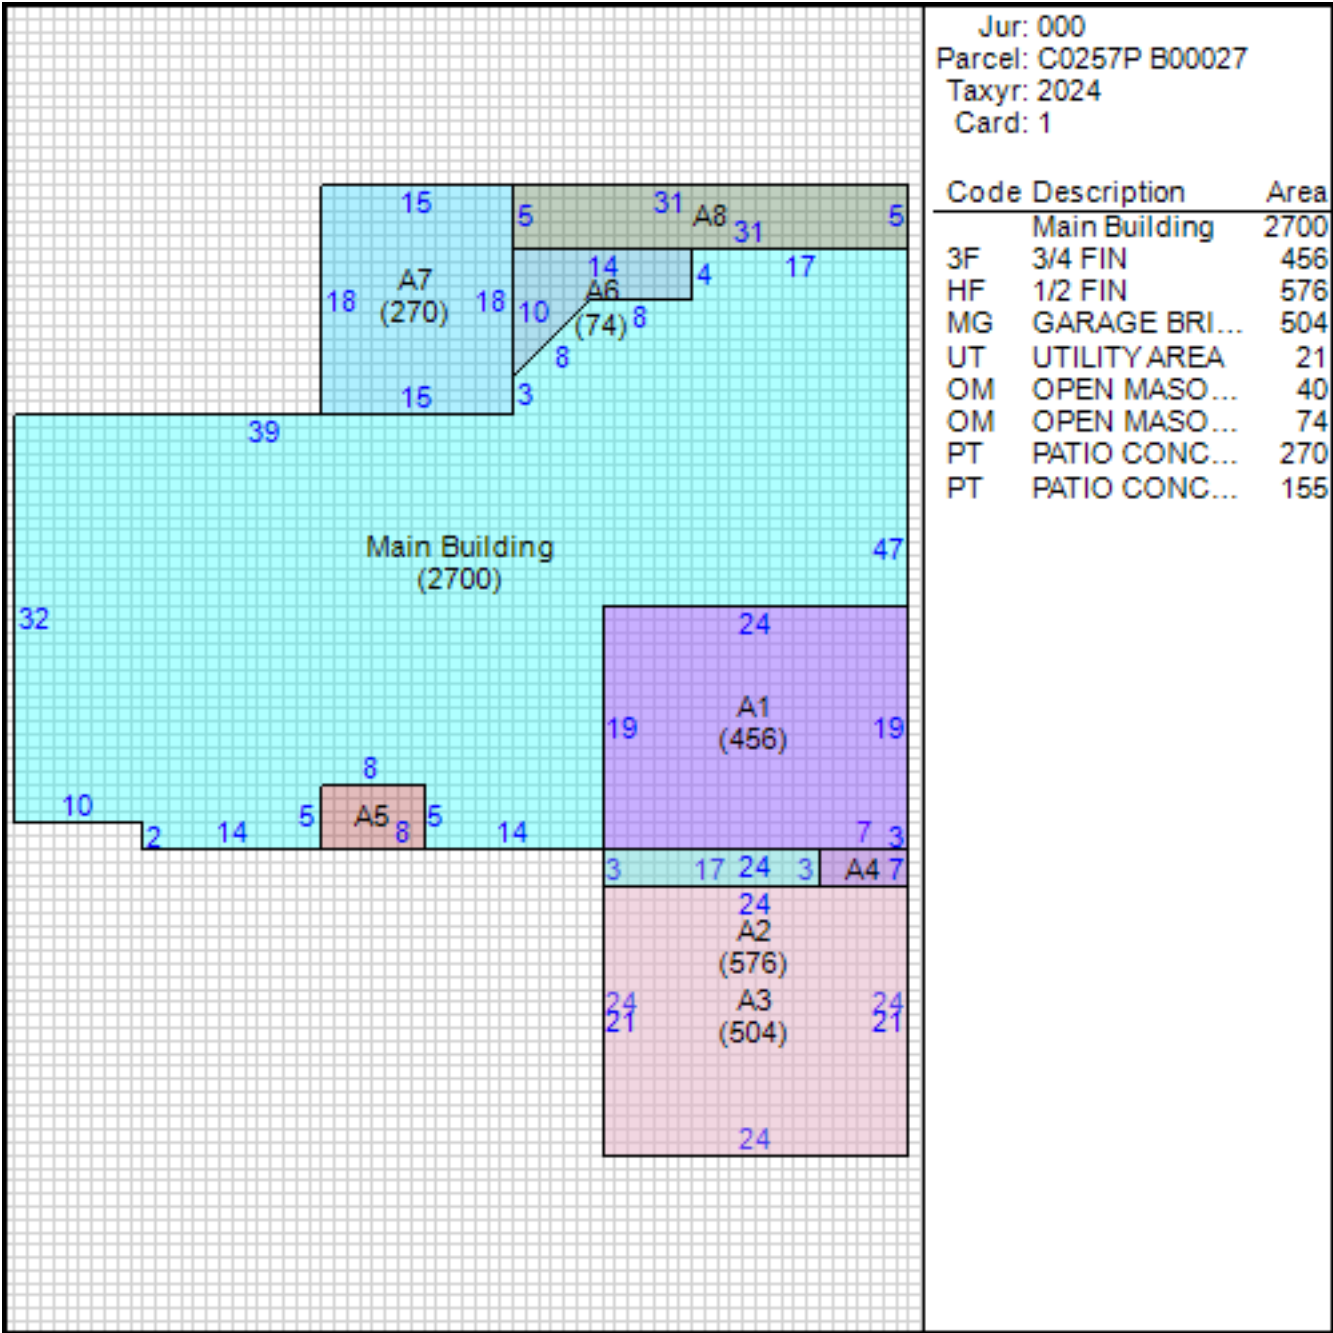 Jur: 000
Parcel: C0257P B00027
Taxyr: 2024
Card: 1
Code Description Area
Main Building 2700
3F 3/4 FIN 456
HF 1/2 FIN 576
MG GARAGE BRI... 504
UT UTILITY AREA 21
OM OPEN MASO... 40
OM OPEN MASO... 74
PT PATIO CONC... 270
PT PATIO CONC... 155
15 5 31 A8 31 5
A7
(270)
18 18
15
14 4 17
A6
(74)
10 8
8
3
39
Main Building
(2700)
47
32
24
A1
(456)
19 19
8
10
2 14 5 A5 8 5 14
7 3
3 17 24 3 A4 7
24
A2
(576)
A3
(504)
24 24
21 21
24